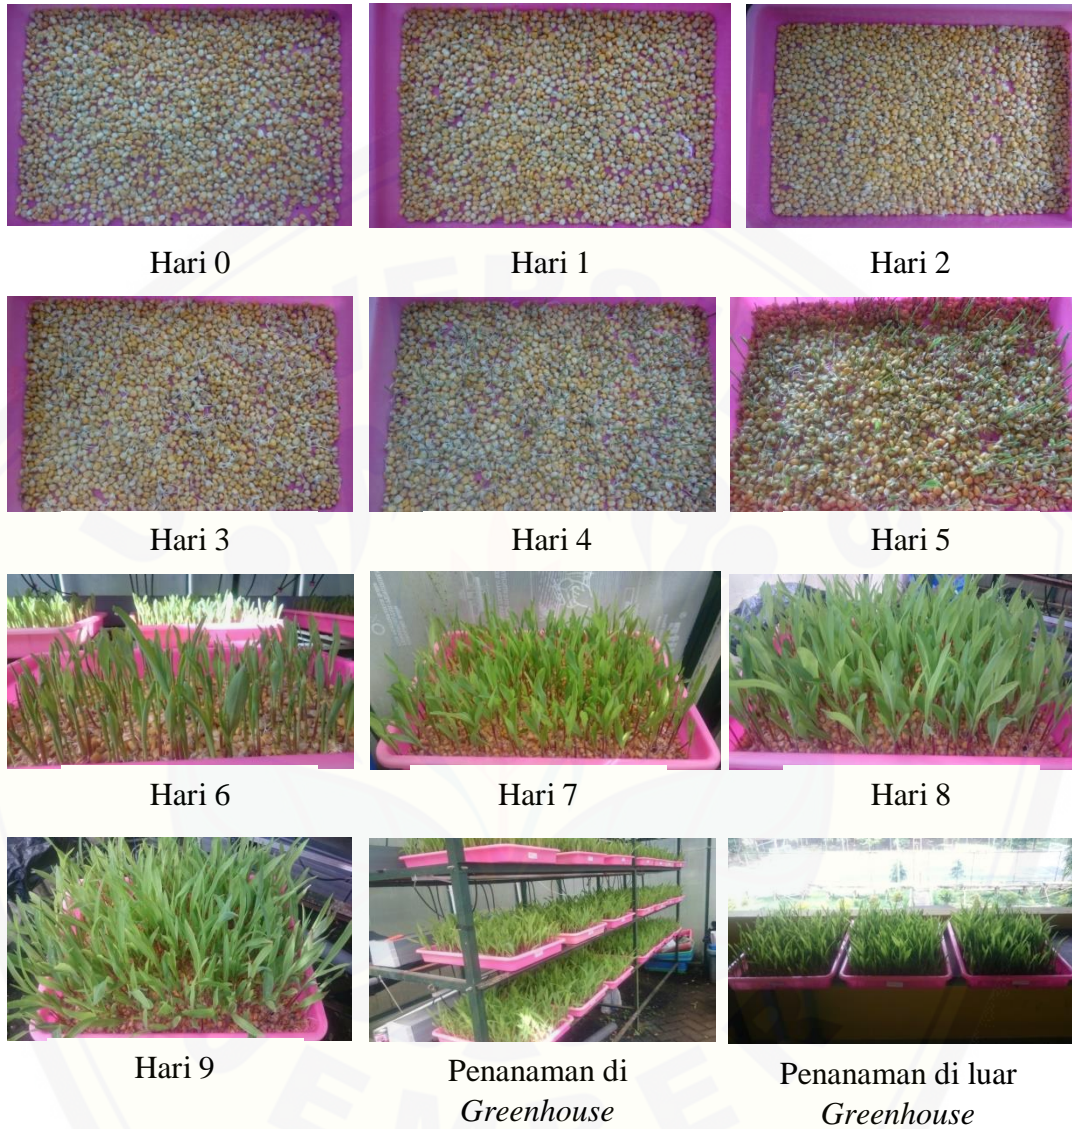 Hari 0
Hari 1
Hari 2
Hari 3
Hari 4
Hari 5
Hari 6
Hari 7
Hari 8
Hari 9
Penanaman di
Greenhouse
Penanaman di luar
Greenhouse